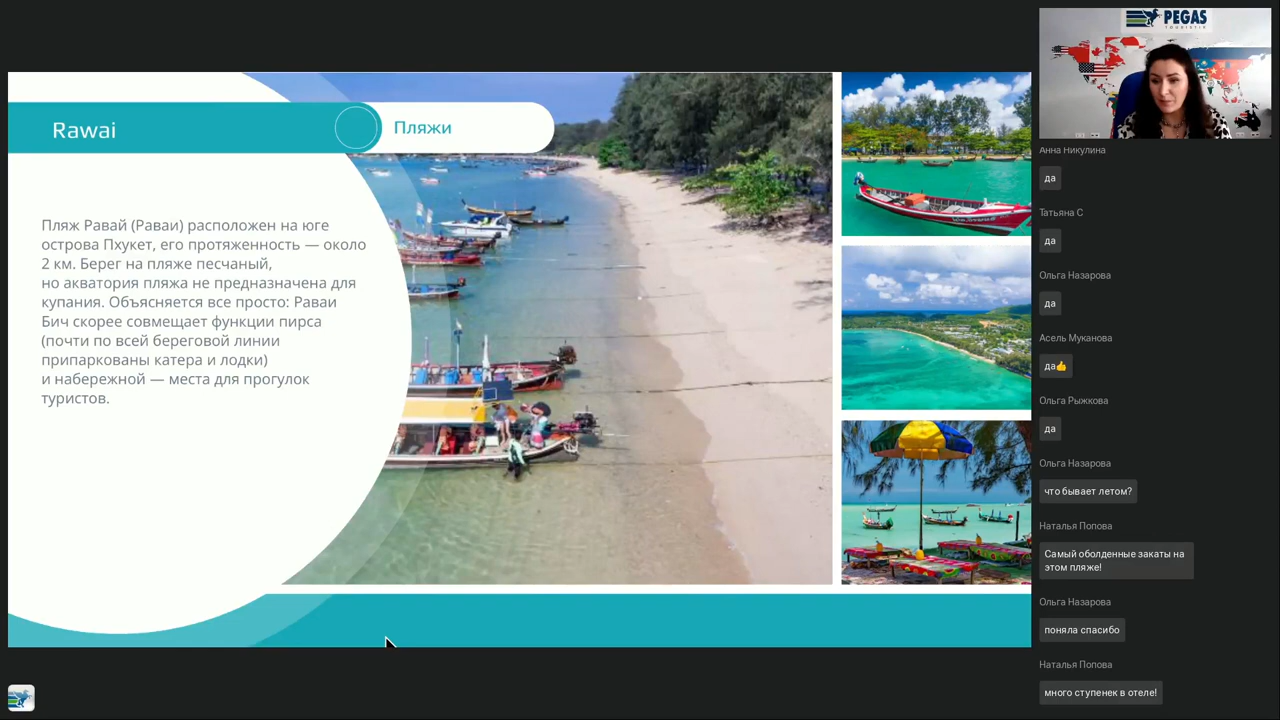 Rawai
Пляжи
Пляж Равай (Раваи) расположен на юге
острова Пхукет, его протяженность — около
2 км. Берег на пляже песчаный,
но акватория пляжа не предназначена для
купания. Объясняется все просто: Раваи
Бич скорее совмещает функции пирса
(почти по всей береговой линии
припаркованы катера и лодки)
и набережной — места для прогулок
туристов.
PEGAS
TOURISTIK
Анна Никулина
да
Татьяна С
да
Ольга Назарова
да
Асель Муканова
да👍
Ольга Рыжкова
да
Ольга Назарова
что бывает летом?
Наталья Попова
Самый оболденные закаты на
этом пляже!
Ольга Назарова
поняла спасибо
Наталья Попова
много ступенек в отеле!